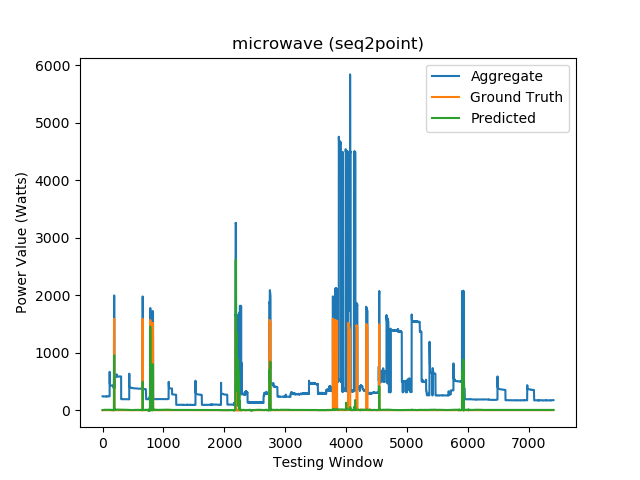 microwave (seq2point)
6000
5000
4000
3000
2000
1000
0
Power Value (Watts)
Aggregate
Ground Truth
Predicted
0 1000 2000 3000 4000 5000 6000 7000
Testing Window